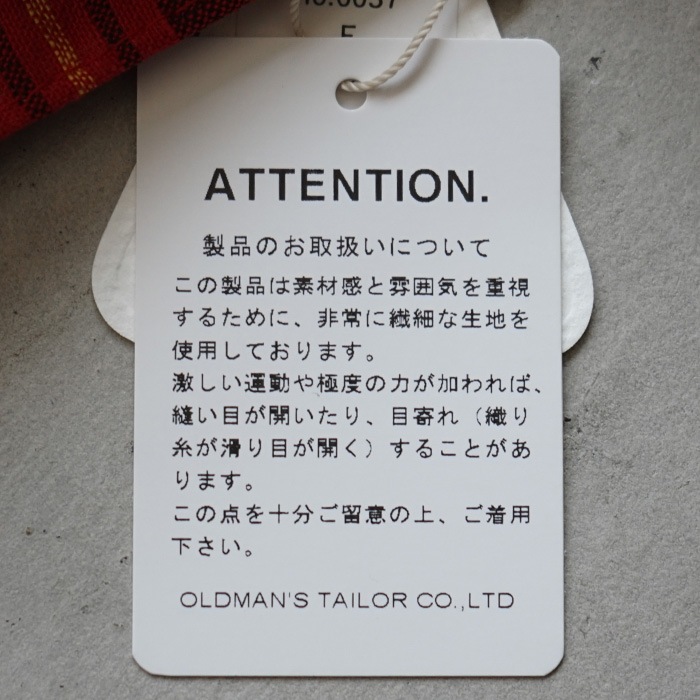 F
ATTENTION.
製品のお取扱いについて
この製品は素材感と雰囲気を重視
するために、非常に繊細な生地を
使用しております。
激しい運動や極度の力が加われば、
縫い目が開いたり、目寄れ（織り
糸が滑り目が開く）することがあ
ります。
この点を十分ご留意の上、ご着用
下さい。
OLDMAN'S TAILOR CO.,LTD